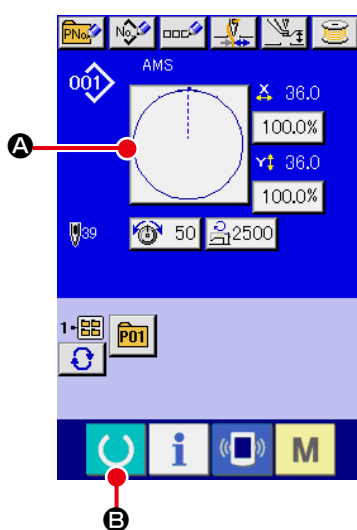 PNo. No.
001 AMS
X 36.0
A
100.0%
Y 36.0
100.0%
39 50 2500
1- P01
i M
B